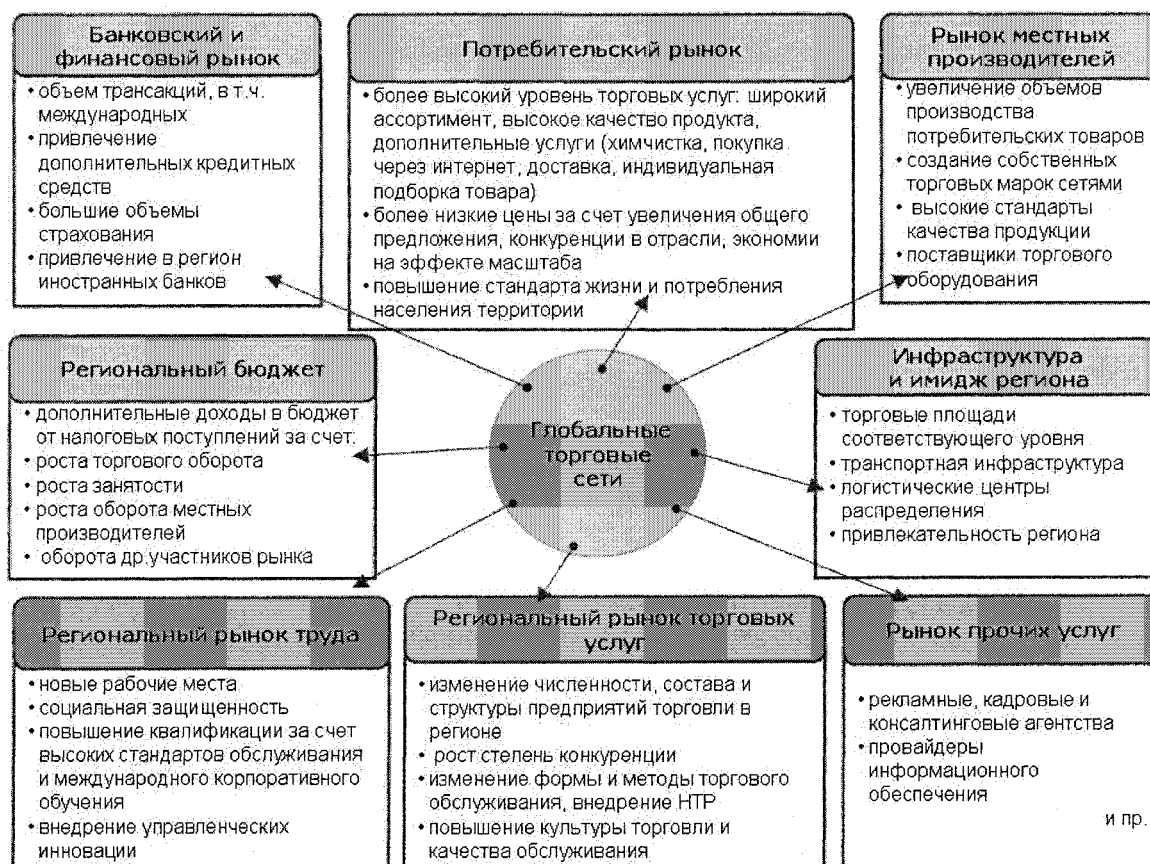 Банковский и
финансовый рынок
• объем трансакций, в т.ч.
международных
• привлечение
дополнительных кредитных
средств
• большие объемы
страхования
• привлечение в регион
иностранных банков
Потребительский рынок
• более высокий уровень торговых услуг: широкий
ассортимент, высокое качество продукта,
дополнительные услуги (химчистка, покупка
через интернет, доставка, индивидуальная
подборка товара)
• более низкие цены за счет увеличения общего
предложения, конкуренции в отрасли, экономии
на эффекте масштаба
• повышение стандарта жизни и потребления
населения территории
Рынок местных
производителей
• увеличение объемов
производства
потребительских товаров
• создание собственных
торговых марок сетями
• высокие стандарты
качества продукции
• поставщики торгового
оборудования
Региональный бюджет
• дополнительные доходы в бюджет
от налоговых поступлений за счет:
• роста торгового оборота
• роста занятости
• роста оборота местных
производителей
• оборота др.участников рынка
Глобальные
торговые
сети
Инфраструктура
и имидж региона
• торговые площади
соответствующего уровня
• транспортная инфраструктура
• логистические центры
распределения
• привлекательность региона
Региональный рынок труда
• новые рабочие места
• социальная защищенность
• повышение квалификации за счет
высоких стандартов обслуживания
и международного корпоративного
обучения
• внедрение управленческих
инновации
Региональный рынок торговых
услуг
• изменение численности, состава и
структуры предприятий торговли в
регионе
• рост степень конкуренции
• изменение формы и методы торгового
обслуживания, внедрение НТР
• повышение культуры торговли и
качества обслуживания
Рынок прочих услуг
• рекламные, кадровые и
консалтинговые агентства
• провайдеры
информационного
обеспечения
и пр.